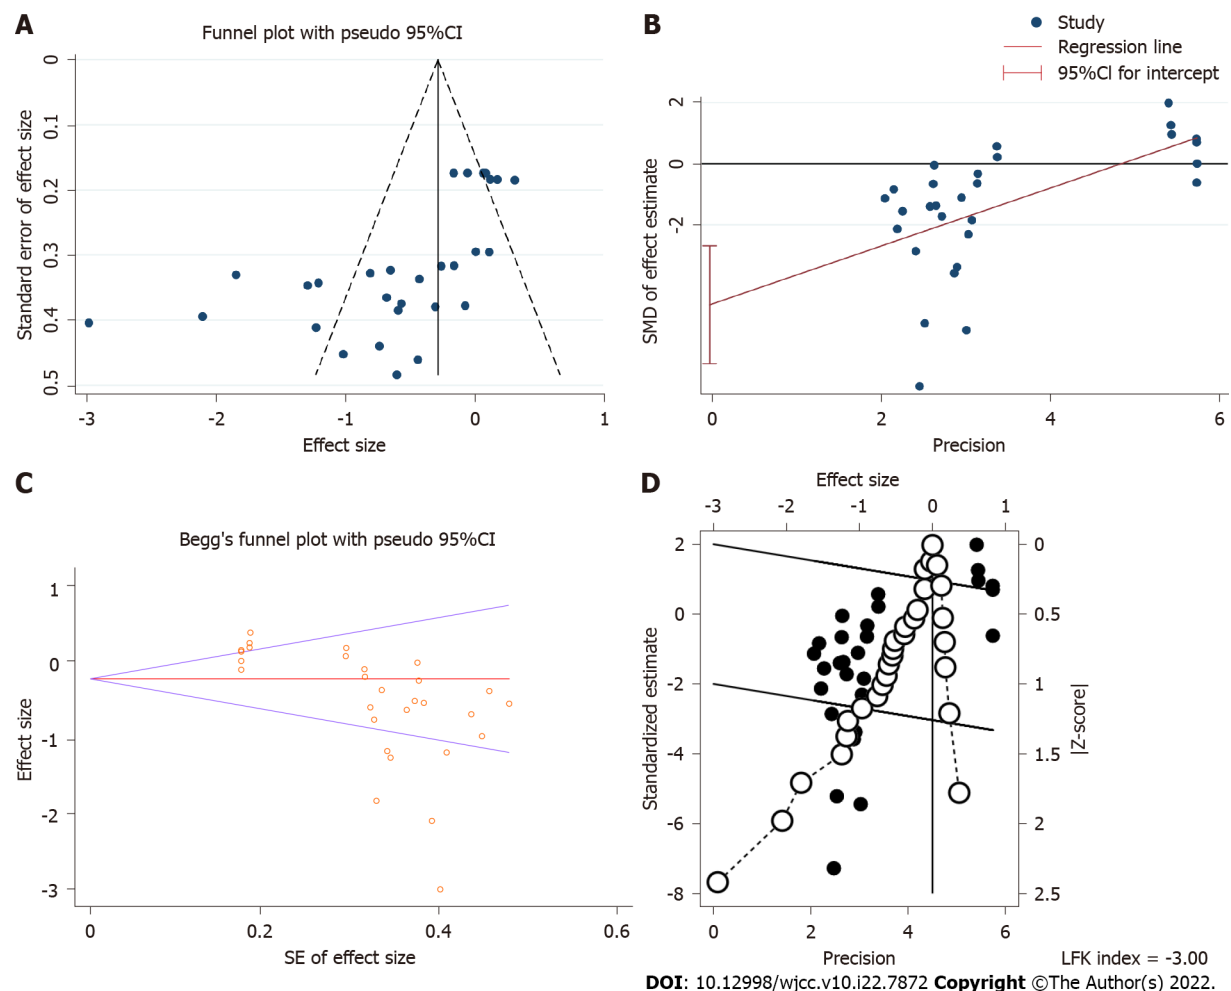 A
Funnel plot with pseudo 95%CI
Standard error of effect size
0
0.1
0.2
0.3
0.4
0.5
-3 -2 -1 0 1
Effect size
B
Study
Regression line
95%CI for intercept
SMD of effect estimate
2
0
-2
0 2 4 6
Precision
C
Begg's funnel plot with pseudo 95%CI
Effect size
1
0
-1
-2
-3
0 0.2 0.4 0.6
SE of effect size
D
Effect size
-3 -2 -1 0 1
Standardized estimate
2
0
-2
-4
-6
-8
0
0.5
1
1.5
2
2.5
|Z-score|
0 2 4 6
Precision
LFK index = -3.00
DOI: 10.12998/wjcc.v10.i22.7872 Copyright ©The Author(s) 2022.